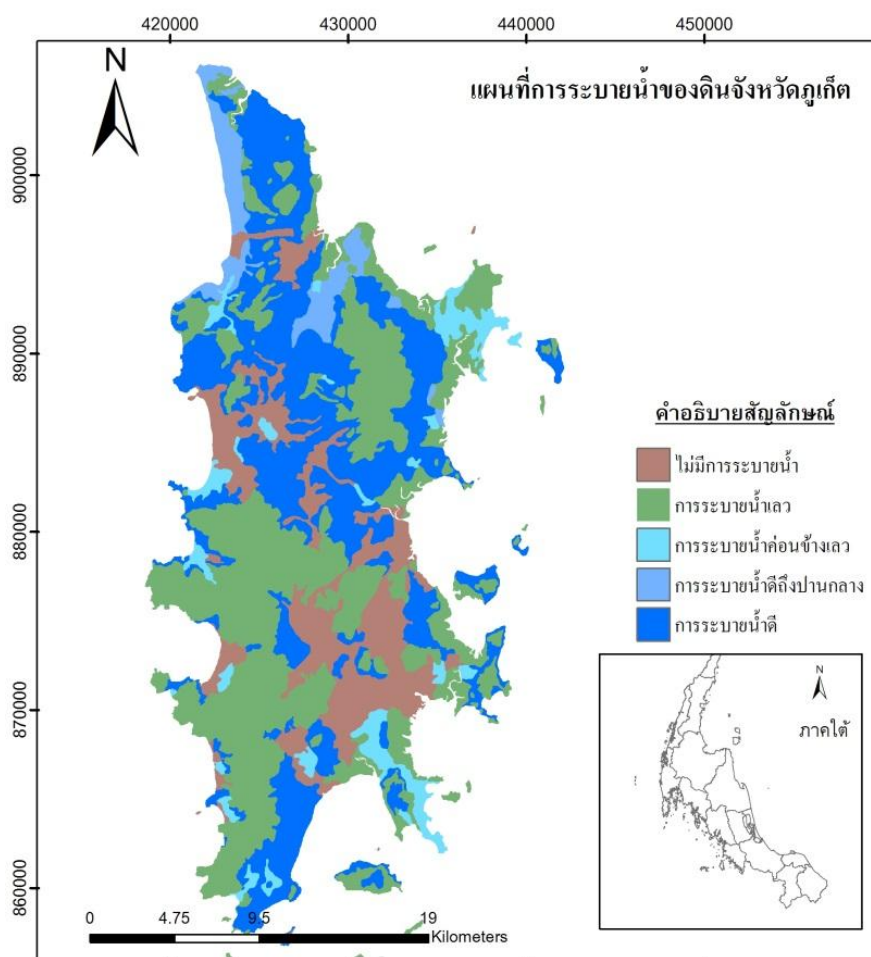 420000 430000 440000 450000
N
แผนที่การระบายน้ำของดินจังหวัดภูเก็ต
900000
890000
880000
870000
860000
คำอธิบายสัญลักษณ์
ไม่มีการระบายน้ำ
การระบายน้ำเลว
การระบายน้ำค่อนข้างเลว
การระบายน้ำดีถึงปานกลาง
การระบายน้ำดี
N
ภาคใต้
0 4.75 9.5 19
Kilometers